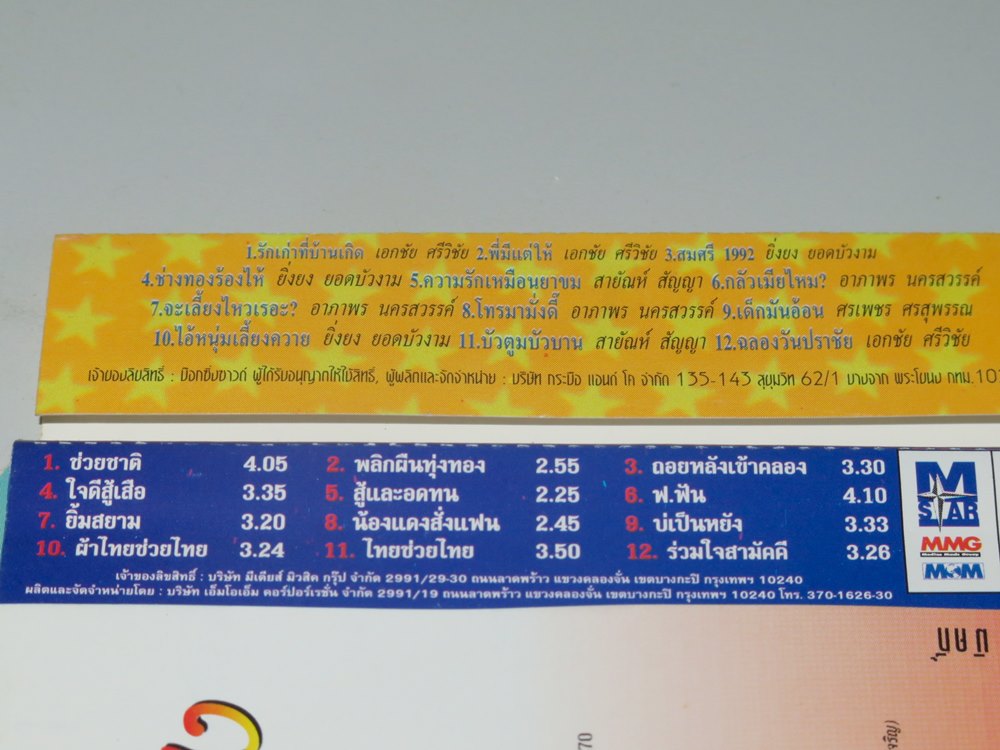 1.รักเก่าที่บ้านเกิด เอกชัย ศรีวิชัย 2.พี่มีแต่ให้ เอกชัย ศรีวิชัย 3.สมศรี 1992 ยิ่งยง ยอดบัวงาม
4.ช่างทองร้องไห้ ยิ่งยง ยอดบัวงาม 5.ความรักเหมือนยาขม สายัณห์ สัญญา 6.กลัวเมียไหม? อาภาพร นครสวรรค์
7.จะเลี้ยงไหวเรอะ? อาภาพร นครสวรรค์ 8.โทรมามั่งดี๊ อาภาพร นครสวรรค์ 9.เด็กมันอ้อน ศรเพชร ศรสุพรรณ
10.ไอ้หนุ่มเลี้ยงควาย ยิ่งยง ยอดบัวงาม 11.บัวตูมบัวบาน สายัณห์ สัญญา 12.ฉลองวันปราชัย เอกชัย ศรีวิชัย
เจ้าของลิขสิทธิ์ : ม็อกซิ่งซาวด์ ผู้ได้รับอนุญาตให้ใช้สิทธิ์, ผู้ผลิตและจัดจำหน่าย : บริษัท กระบือ แอนด์ โค จำกัด 135-143 สุขุมวิท 62/1 บางจาก พระโขนง กทม.10
1. ช่วยชาติ 4.05 2. พลิกผืนทุ่งทอง 2.55 3. ถอยหลังเข้าคลอง 3.30
4. ใจดีสู้เสือ 3.35 5. สู้และอดทน 2.25 6. ฟ.ฟัน 4.10
7. ยิ้มสยาม 3.20 8. น้องแดงสั่งแฟน 2.45 9. บ่เป็นหยัง 3.33
10. ผ้าไทยช่วยไทย 3.24 11. ไทยช่วยไทย 3.50 12. ร่วมใจสามัคคี 3.26
เจ้าของลิขสิทธิ์ : บริษัท มีเดียส์ มิวสิค กรุ๊ป จำกัด 2991/29-30 ถนนลาดพร้าว แขวงคลองจั่น เขตบางกะปิ กรุงเทพฯ 10240
ผลิตและจัดจำหน่ายโดย : บริษัท เอ็มโอเอ็ม คอร์ปอร์เรชั่น จำกัด 2991/19 ถนนลาดพร้าว แขวงคลองจั่น เขตบางกะปิ กรุงเทพฯ 10240 โทร. 370-1626-30
M STAR
MMG
Medias Music Group
MOM
70